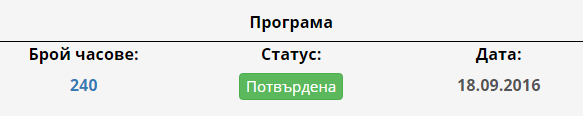 Програма
Брой часове: Статус: Дата:
240 Потвърдена 18.09.2016